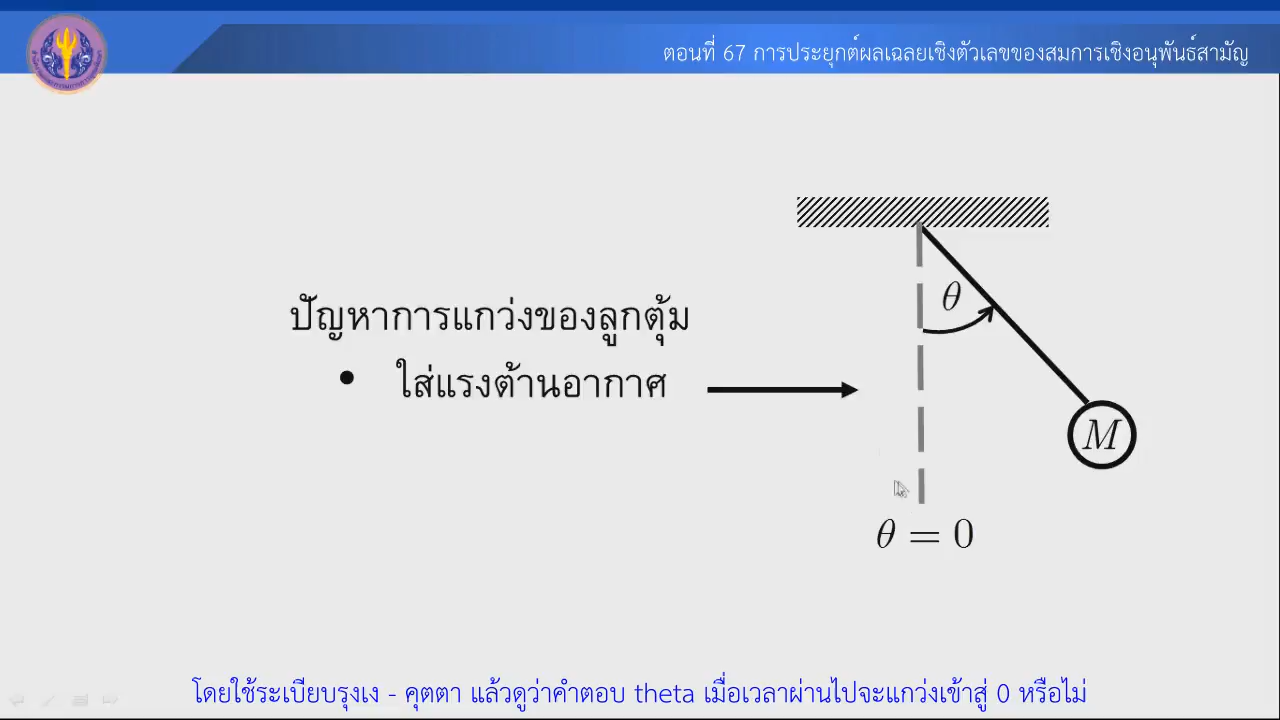 ตอนที่ 67 การประยุกต์ผลเฉลยเชิงตัวเลขของสมการเชิงอนุพันธ์สามัญ
ปัญหาการแกว่งของลูกตุ้ม
• ใส่แรงต้านอากาศ
θ
M
θ = 0
โดยใช้ระเบียบรุงเง - คุตตา แล้วดูว่าคำตอบ theta เมื่อเวลาผ่านไปจะแกว่งเข้าสู่ 0 หรือไม่